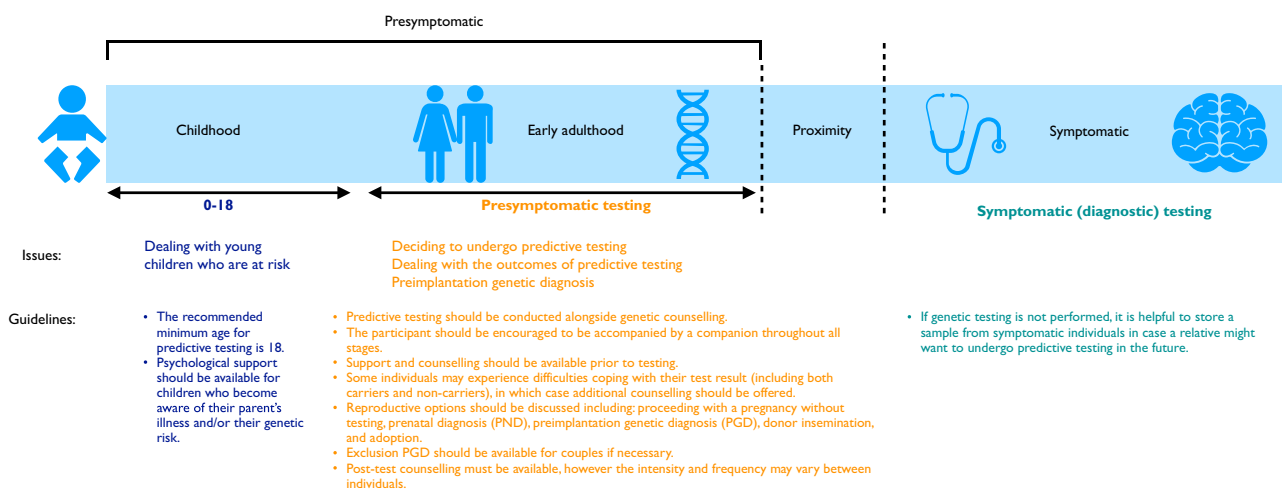 Presymptomatic
Childhood
Early adulthood
Proximity
Symptomatic
0-18
Presymptomatic testing
Symptomatic (diagnostic) testing
Issues:
Dealing with young
children who are at risk
Deciding to undergo predictive testing
Dealing with the outcomes of predictive testing
Preimplantation genetic diagnosis
Guidelines:
• The recommended
minimum age for
predictive testing is 18.
• Psychological support
should be available for
children who become
aware of their parent's
illness and/or their genetic
risk.
• Predictive testing should be conducted alongside genetic counselling.
• The participant should be encouraged to be accompanied by a companion throughout all
stages.
• Support and counselling should be available prior to testing.
• Some individuals may experience difficulties coping with their test result (including both
carriers and non-carriers), in which case additional counselling should be offered.
• Reproductive options should be discussed including: proceeding with a pregnancy without
testing, prenatal diagnosis (PND), preimplantation genetic diagnosis (PGD), donor insemination,
and adoption.
• Exclusion PGD should be available for couples if necessary.
• Post-test counselling must be available, however the intensity and frequency may vary between
individuals.
• If genetic testing is not performed, it is helpful to store a
sample from symptomatic individuals in case a relative might
want to undergo predictive testing in the future.